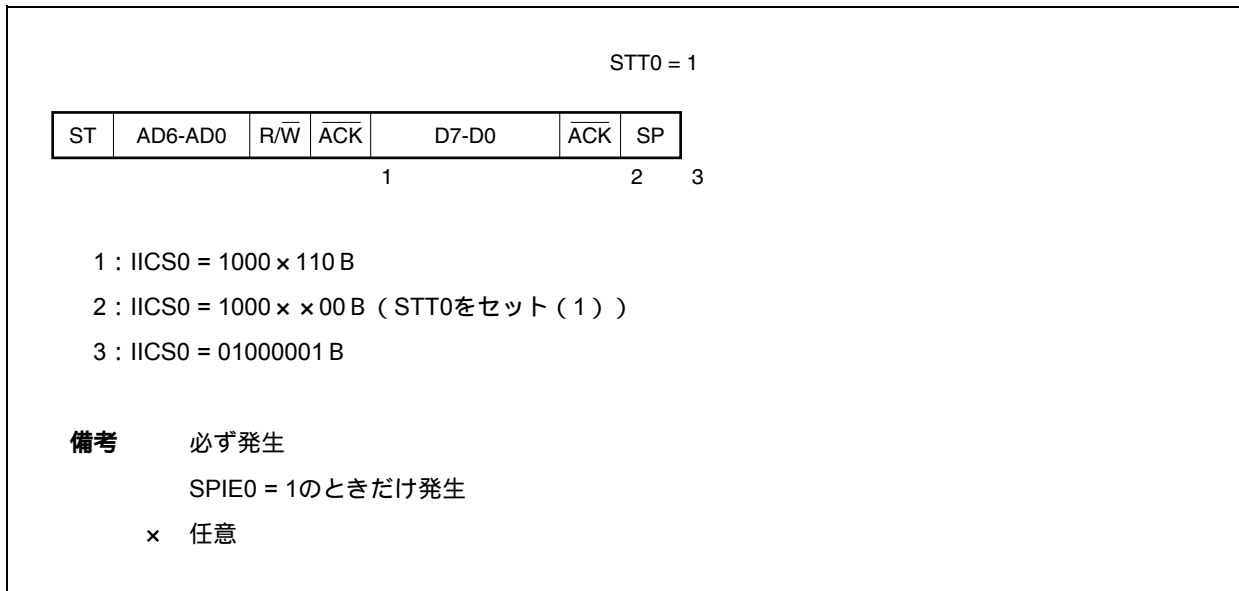 STT0 = 1
ST AD6-AD0 R/W̅ A̅C̅K̅ D7-D0 A̅C̅K̅ SP
1 2 3
1：IICS0 = 1000×110 B
2：IICS0 = 1000××00 B（STT0をセット（1））
3：IICS0 = 01000001 B
備考 必ず発生
SPIE0 = 1のときだけ発生
× 任意